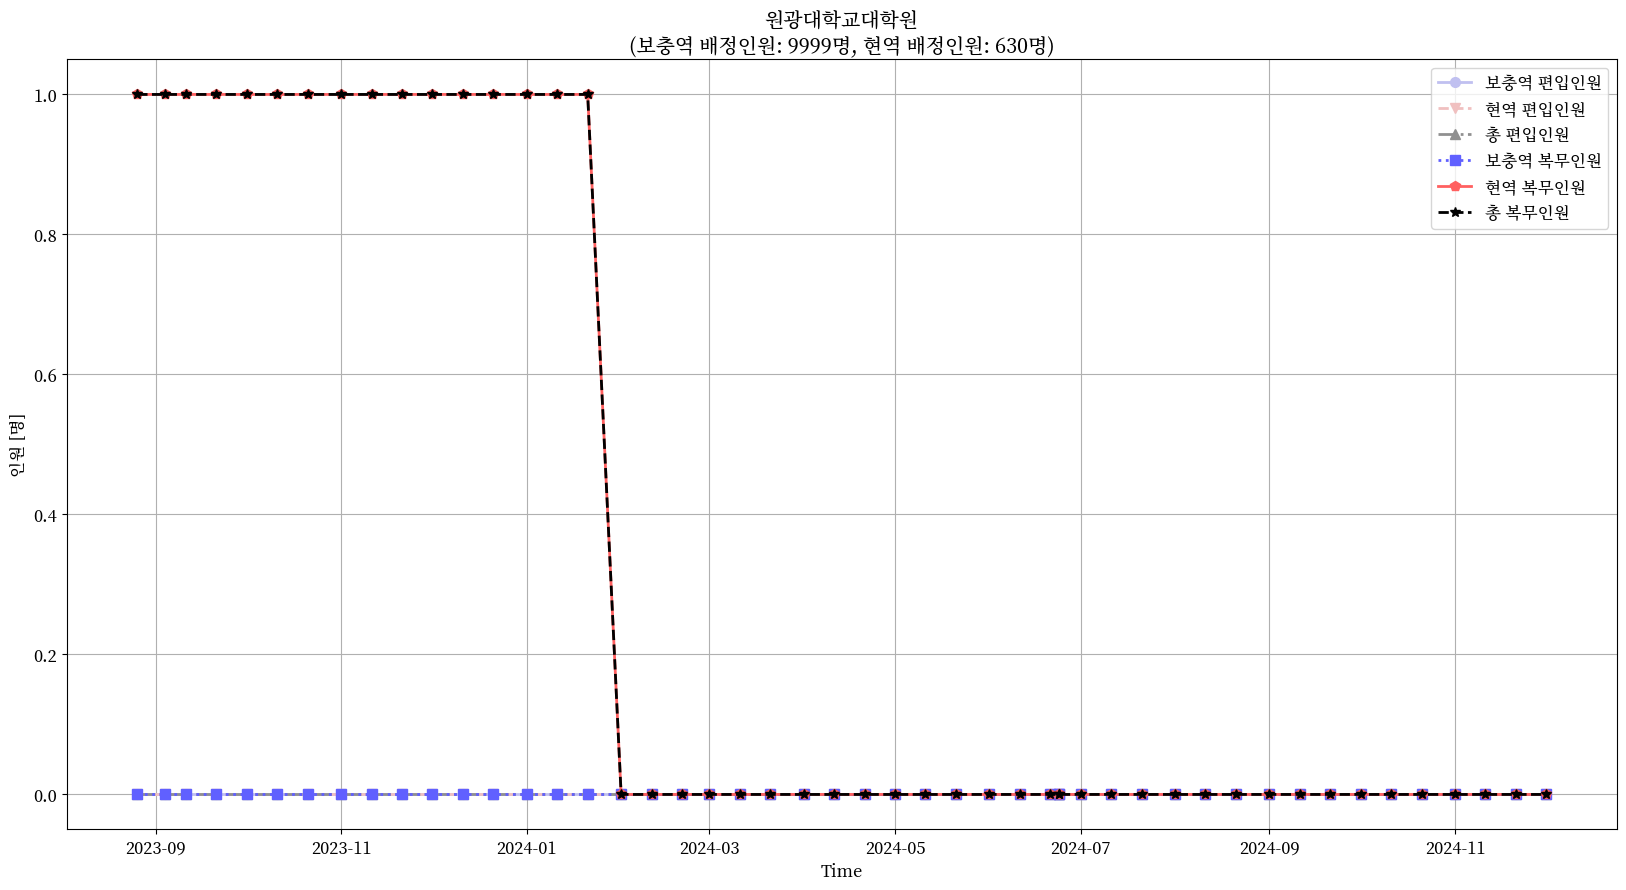 원광대학교대학원
(보충역 배정인원: 9999명, 현역 배정인원: 630명)
보충역 편입인원
현역 편입인원
총 편입인원
보충역 복무인원
현역 복무인원
총 복무인원
1.0
0.8
0.6
0.4
0.2
0.0
인원 [명]
2023-09
2023-11
2024-01
2024-03
2024-05
2024-07
2024-09
2024-11
Time